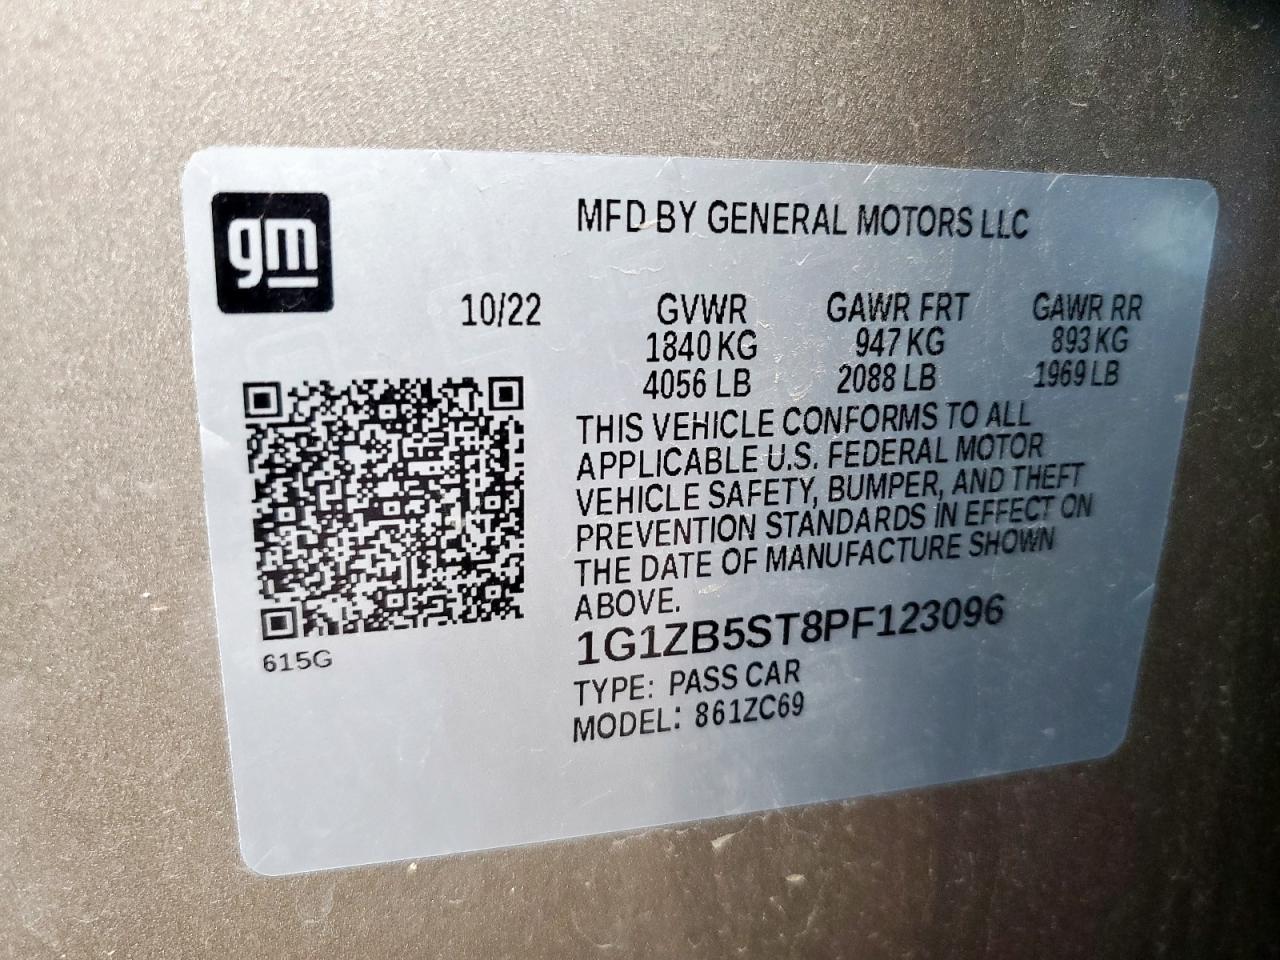 gm
MFD BY GENERAL MOTORS LLC
10/22 GVWR GAWR FRT GAWR RR
1840 KG 947 KG 893 KG
4056 LB 2088 LB 1969 LB
THIS VEHICLE CONFORMS TO ALL
APPLICABLE U.S. FEDERAL MOTOR
VEHICLE SAFETY, BUMPER, AND THEFT
PREVENTION STANDARDS IN EFFECT ON
THE DATE OF MANUFACTURE SHOWN
ABOVE.
1G1ZB5ST8PF123096
615G
TYPE: PASS CAR
MODEL: 861ZC69